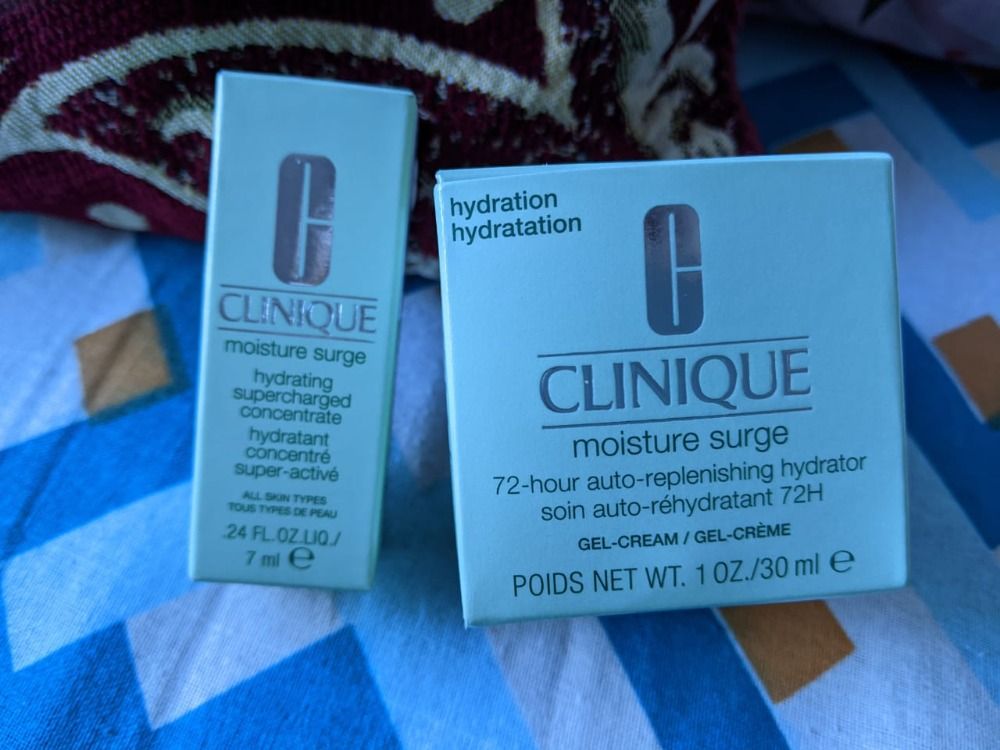 C
CLINIQUE
moisture surge
hydrating
supercharged
concentrate
hydratant
concentré
super-activé
ALL SKIN TYPES
TOUS TYPES DE PEAU
.24 FL.OZ.LIQ./
7 ml ℮
hydration
hydratation
C
CLINIQUE
moisture surge
72-hour auto-replenishing hydrator
soin auto-réhydratant 72H
GEL-CREAM / GEL-CRÈME
POIDS NET WT. 1 OZ./30 ml ℮